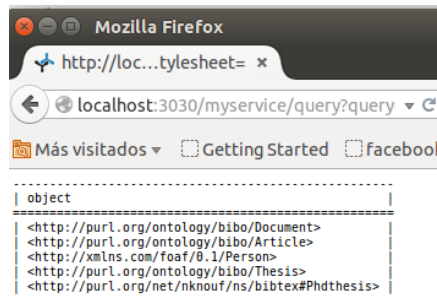 Mozilla Firefox
http://loc...tylesheet= ×
localhost:3030/myservice/query?query
Más visitados Getting Started facebool
---------------------------------------------------
| object |
===================================================
| <http://purl.org/ontology/bibo/Document> |
| <http://purl.org/ontology/bibo/Article> |
| <http://xmlns.com/foaf/0.1/Person> |
| <http://purl.org/ontology/bibo/Thesis> |
| <http://purl.org/net/nknouf/ns/bibtex#Phdthesis> |